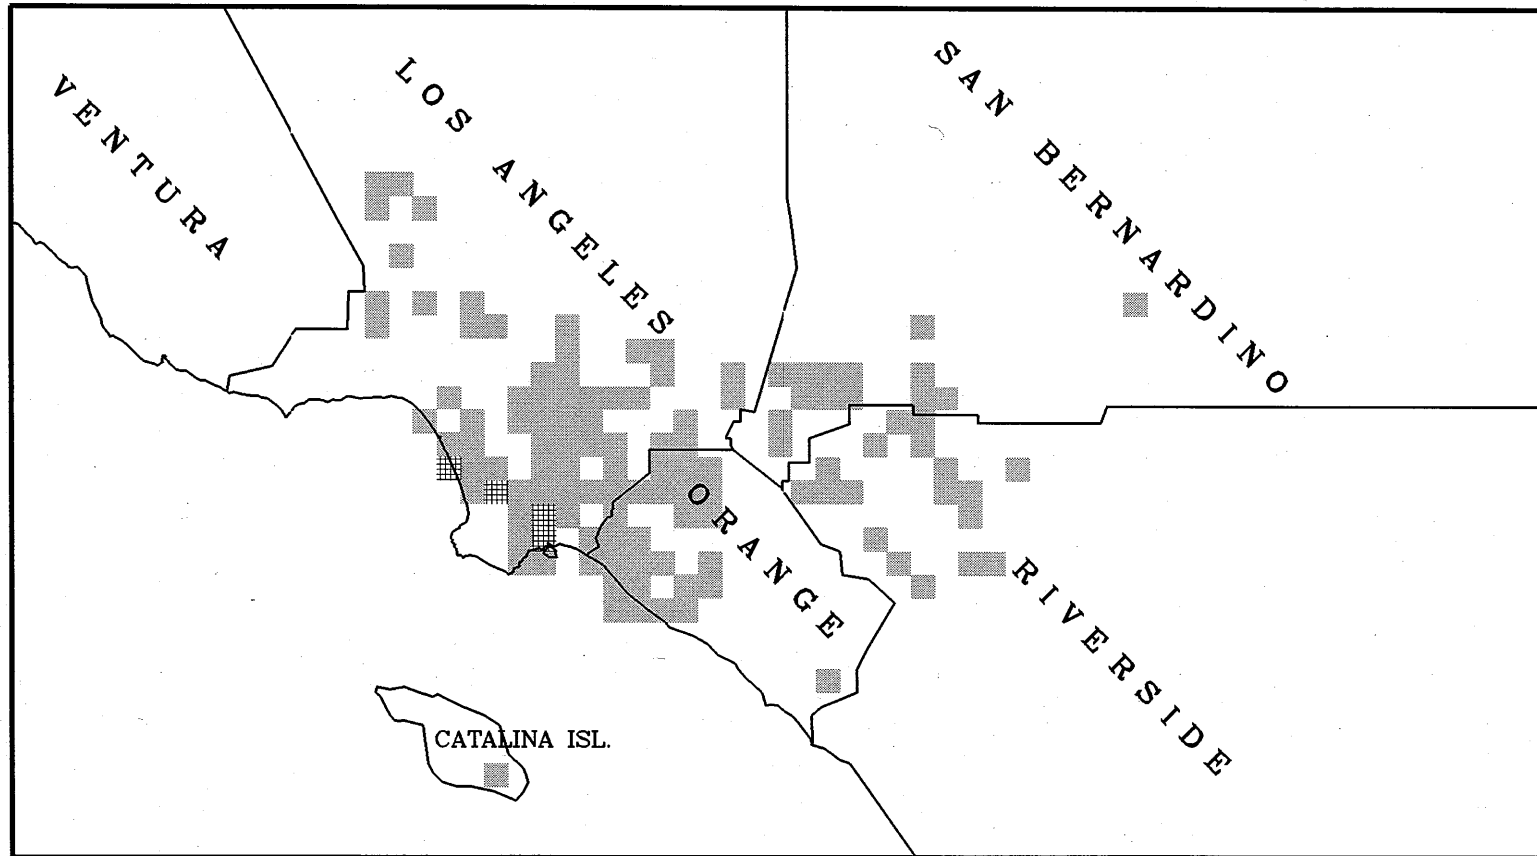 VENTURA
LOS ANGELES
SAN BERNARDINO
ORANGE
RIVERSIDE
CATALINA ISL.